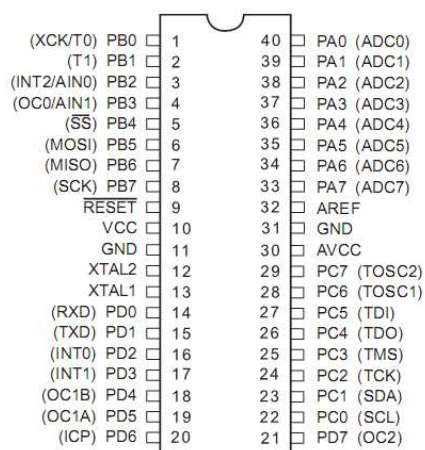 (XCK/T0) PB0 1 40 PA0 (ADC0)
(T1) PB1 2 39 PA1 (ADC1)
(INT2/AIN0) PB2 3 38 PA2 (ADC2)
(OC0/AIN1) PB3 4 37 PA3 (ADC3)
(SS) PB4 5 36 PA4 (ADC4)
(MOSI) PB5 6 35 PA5 (ADC5)
(MISO) PB6 7 34 PA6 (ADC6)
(SCK) PB7 8 33 PA7 (ADC7)
RESET 9 32 AREF
VCC 10 31 GND
GND 11 30 AVCC
XTAL2 12 29 PC7 (TOSC2)
XTAL1 13 28 PC6 (TOSC1)
(RXD) PD0 14 27 PC5 (TDI)
(TXD) PD1 15 26 PC4 (TDO)
(INT0) PD2 16 25 PC3 (TMS)
(INT1) PD3 17 24 PC2 (TCK)
(OC1B) PD4 18 23 PC1 (SDA)
(OC1A) PD5 19 22 PC0 (SCL)
(ICP) PD6 20 21 PD7 (OC2)